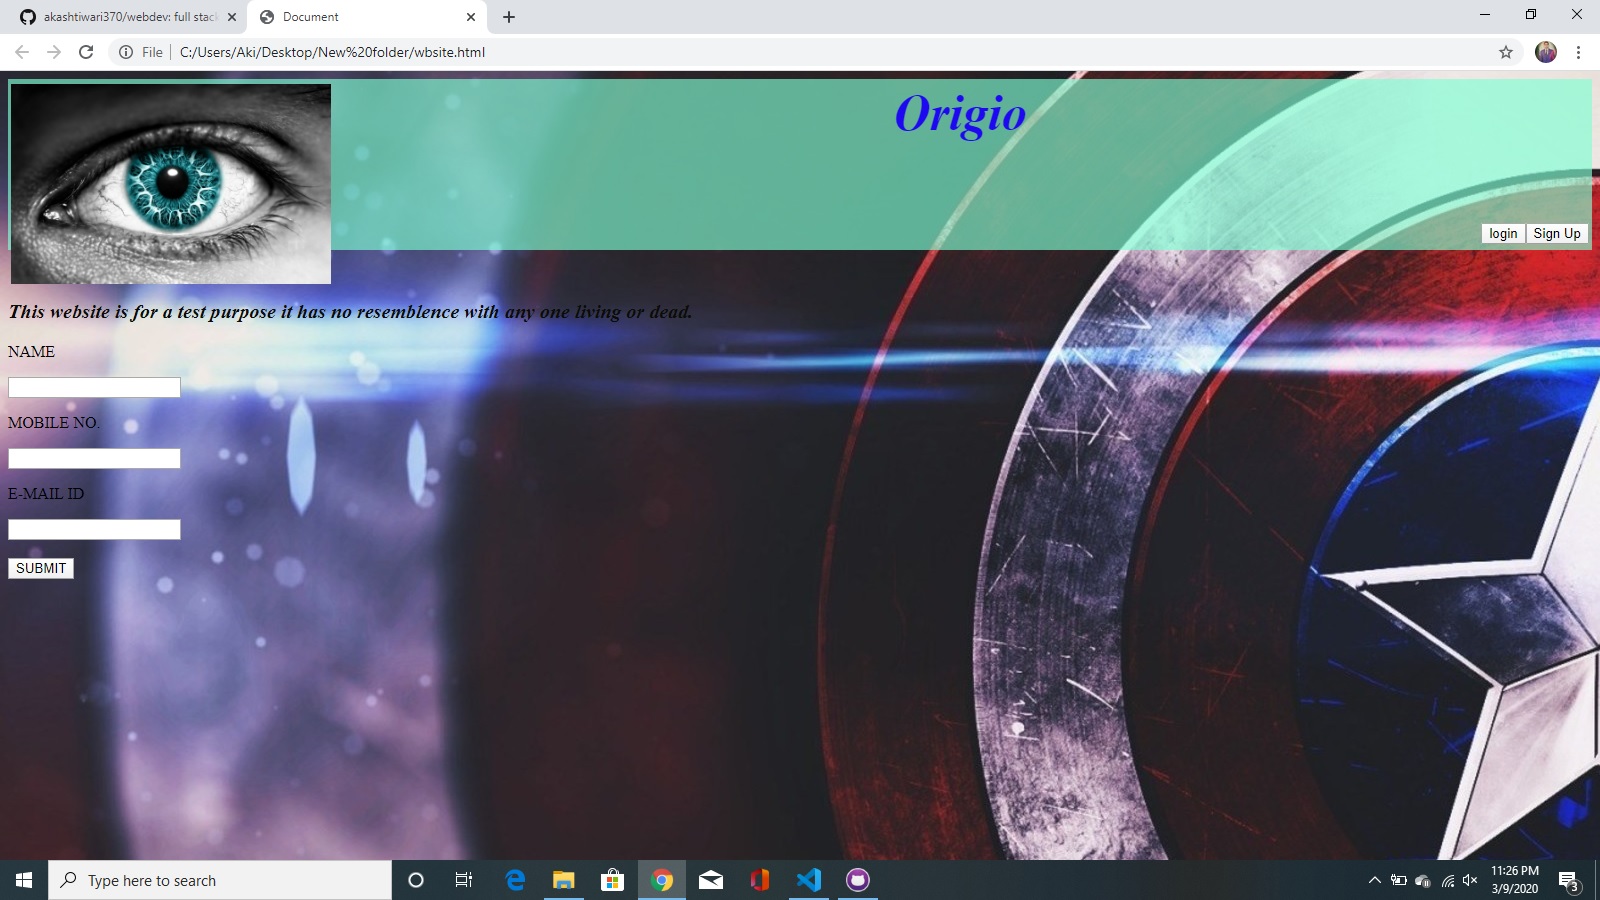 akashtiwari370/webdev: full stac
Document
File
C:/Users/Aki/Desktop/New%20folder/wbsite.html
Origio
login
Sign Up
This website is for a test purpose it has no resemblence with any one living or dead.
NAME
MOBILE NO.
E-MAIL ID
SUBMIT
Type here to search
11:26 PM
3/9/2020
3